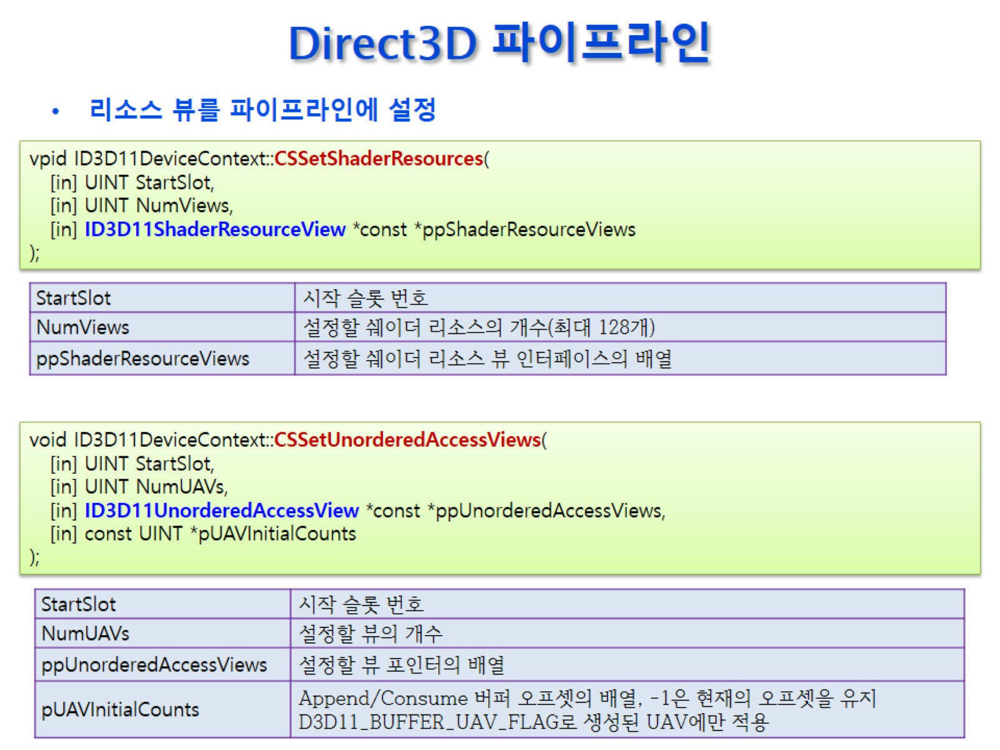 Direct3D 파이프라인
• 리소스 뷰를 파이프라인에 설정
vpid ID3D11DeviceContext::CSSetShaderResources(
[in] UINT StartSlot,
[in] UINT NumViews,
[in] ID3D11ShaderResourceView *const *ppShaderResourceViews
);
StartSlot 시작 슬롯 번호
NumViews 설정할 쉐이더 리소스의 개수(최대 128개)
ppShaderResourceViews 설정할 쉐이더 리소스 뷰 인터페이스의 배열
void ID3D11DeviceContext::CSSetUnorderedAccessViews(
[in] UINT StartSlot,
[in] UINT NumUAVs,
[in] ID3D11UnorderedAccessView *const *ppUnorderedAccessViews,
[in] const UINT *pUAVInitialCounts
);
StartSlot 시작 슬롯 번호
NumUAVs 설정할 뷰의 개수
ppUnorderedAccessViews 설정할 뷰 포인터의 배열
pUAVInitialCounts Append/Consume 버퍼 오프셋의 배열, -1은 현재의 오프셋을 유지
D3D11_BUFFER_UAV_FLAG로 생성된 UAV에만 적용